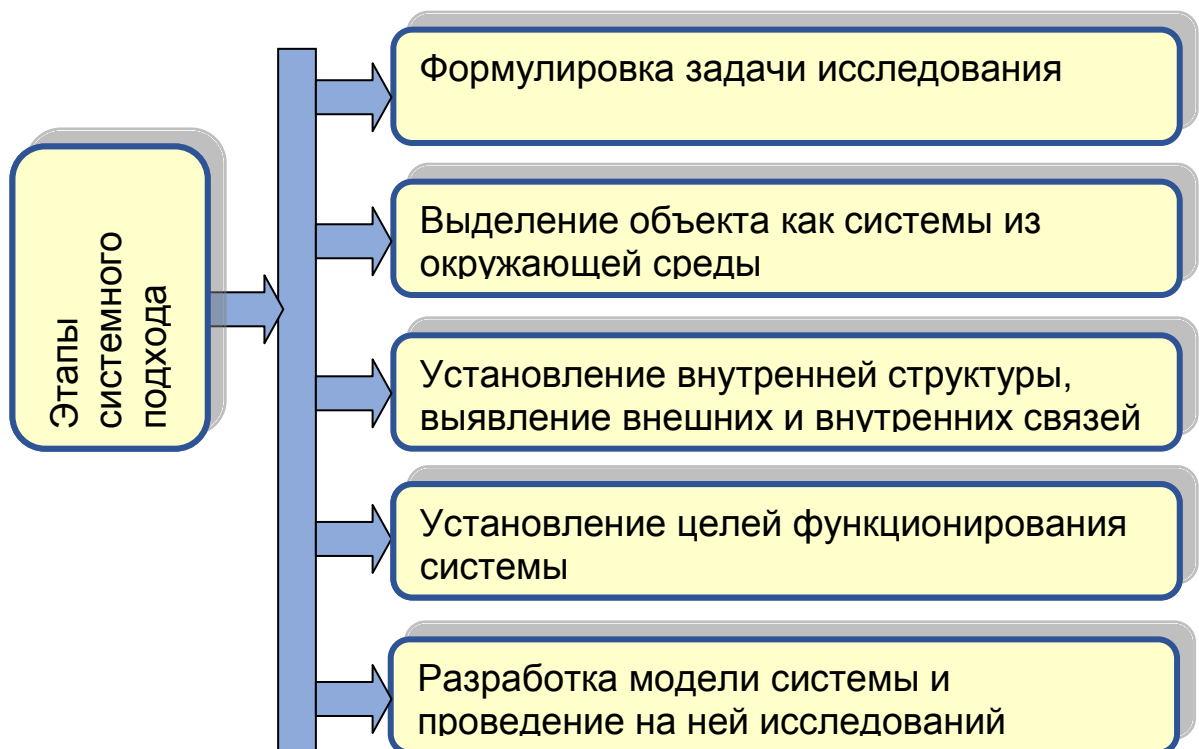 Этапы
системного
подхода
Формулировка задачи исследования
Выделение объекта как системы из
окружающей среды
Установление внутренней структуры,
выявление внешних и внутренних связей
Установление целей функционирования
системы
Разработка модели системы и
проведение на ней исследований